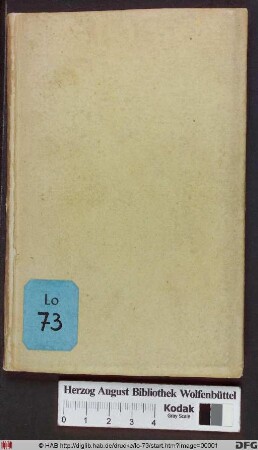 Lo
73
Herzog August Bibliothek Wolfenbüttel
0 1 2 3 4
Kodak
Gray Scale
© HAB http://diglib.hab.de/drucke/lo-73/start.htm?image=00001
DFG